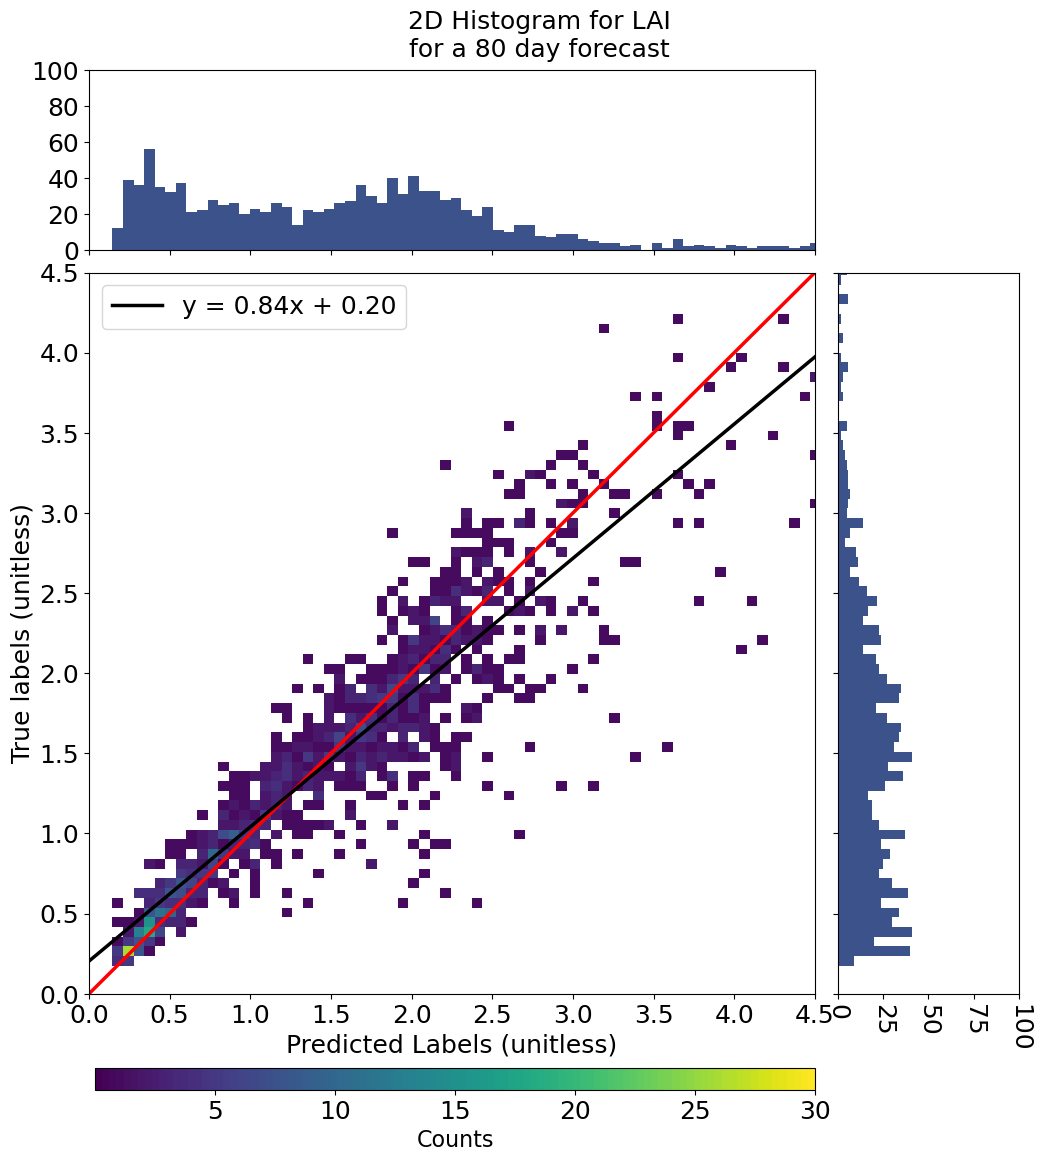 2D Histogram for LAI
for a 80 day forecast
100
80
60
40
20
0
4.5
4.0
3.5
3.0
2.5
2.0
1.5
1.0
0.5
0.0
True labels (unitless)
y = 0.84x + 0.20
0.0 0.5 1.0 1.5 2.0 2.5 3.0 3.5 4.0 4.5
Predicted Labels (unitless)
0 25 50 75 100
5 10 15 20 25 30
Counts